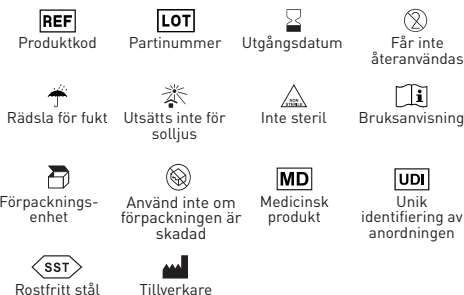 REF
LOT
Produktkod
Partinummer
Utgångsdatum
Får inte
återanvändas
2
NON
STERILE
i
Rädsla för fukt
Utsätts inte för
solljus
Inte steril
Bruksanvisning
MD
UDI
Förpacknings-
enhet
Använd inte om
förpackningen är
skadad
Medicinsk
produkt
Unik
identifiering av
anordningen
SST
Rostfritt stål
Tillverkare